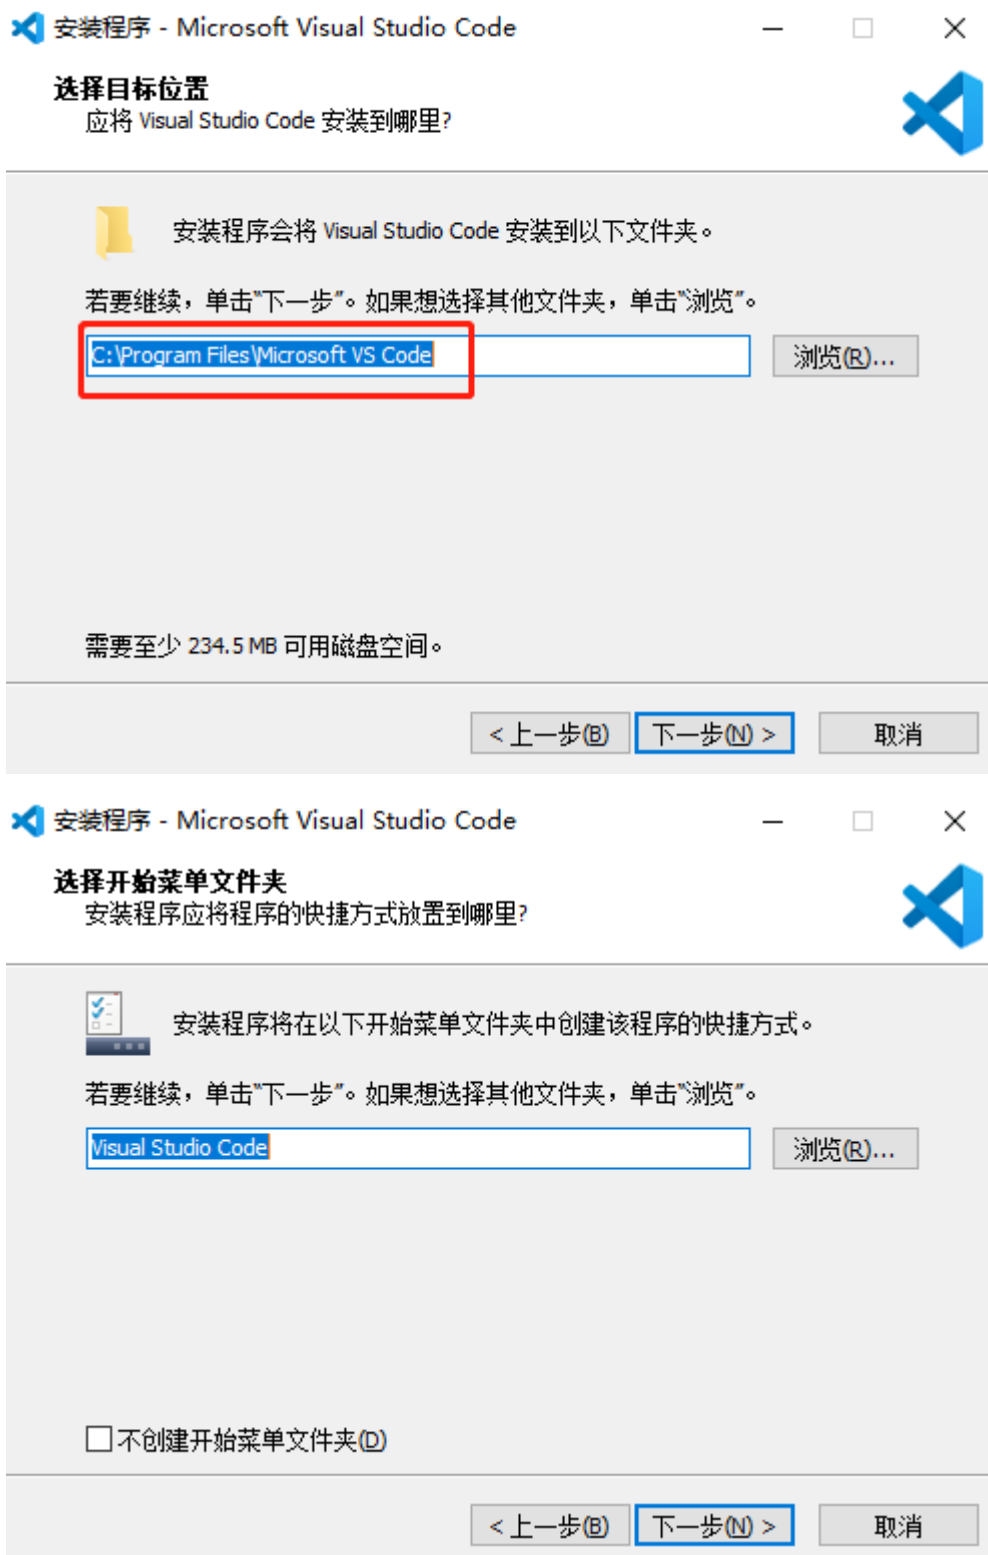 安装程序 - Microsoft Visual Studio Code
选择目标位置
应将 Visual Studio Code 安装到哪里?
安装程序会将 Visual Studio Code 安装到以下文件夹。
若要继续，单击“下一步”。如果想选择其他文件夹，单击“浏览”。
C:\Program Files\Microsoft VS Code
浏览(R)...
需要至少 234.5 MB 可用磁盘空间。
< 上一步(B)
下一步(N) >
取消
安装程序 - Microsoft Visual Studio Code
选择开始菜单文件夹
安装程序应将程序的快捷方式放置到哪里?
安装程序将在以下开始菜单文件夹中创建该程序的快捷方式。
若要继续，单击“下一步”。如果想选择其他文件夹，单击“浏览”。
Visual Studio Code
浏览(R)...
不创建开始菜单文件夹(D)
< 上一步(B)
下一步(N) >
取消